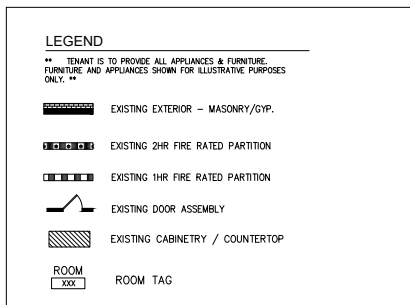 LEGEND
** TENANT IS TO PROVIDE ALL APPLIANCES & FURNITURE.
FURNITURE AND APPLIANCES SHOWN FOR ILLUSTRATIVE PURPOSES
ONLY. **
EXISTING EXTERIOR – MASONRY/GYP.
EXISTING 2HR FIRE RATED PARTITION
EXISTING 1HR FIRE RATED PARTITION
EXISTING DOOR ASSEMBLY
EXISTING CABINETRY / COUNTERTOP
ROOM
XXX
ROOM TAG